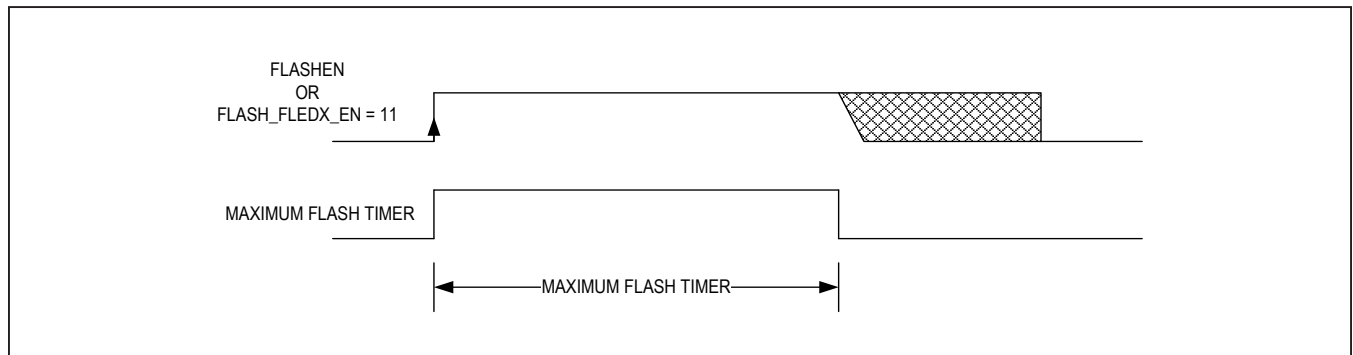 FLASHEN
OR
FLASH_FLEDX_EN = 11
MAXIMUM FLASH TIMER
MAXIMUM FLASH TIMER